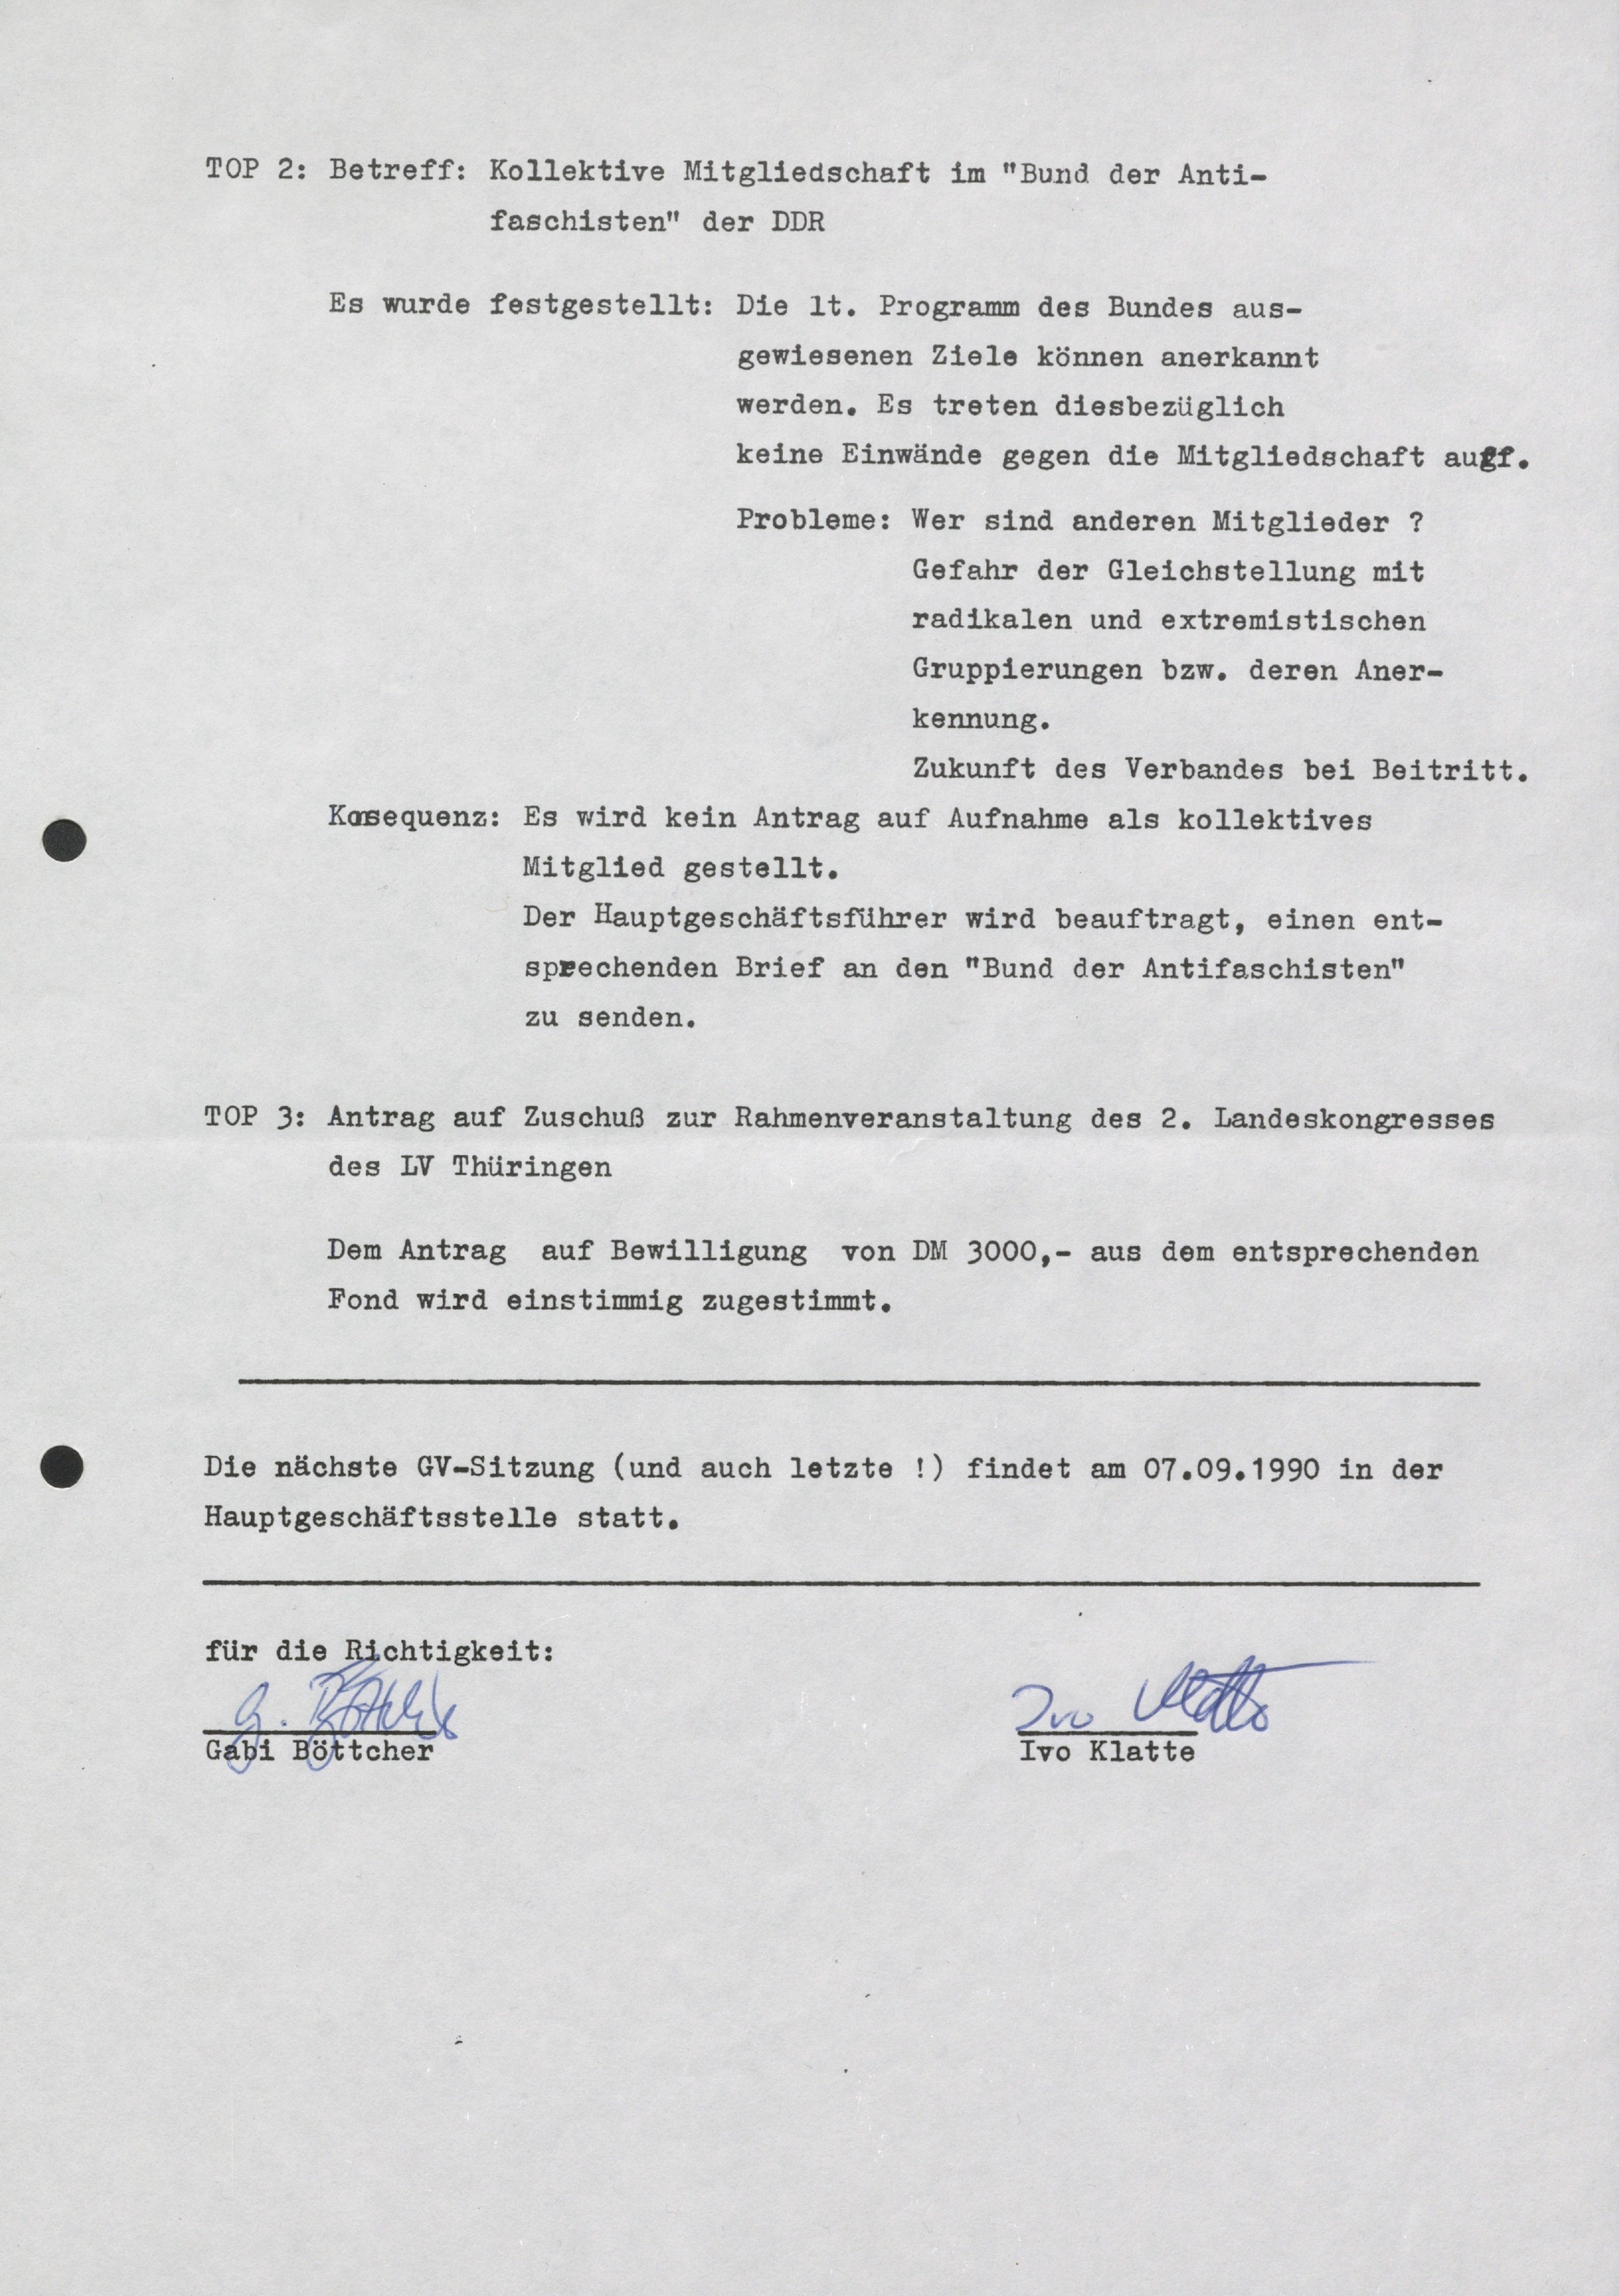 TOP 2: Betreff: Kollektive Mitgliedschaft im "Bund der Anti-
faschisten" der DDR
Es wurde festgestellt: Die lt. Programm des Bundes aus-
gewiesenen Ziele können anerkannt
werden. Es treten diesbezüglich
keine Einwände gegen die Mitgliedschaft auf.
Probleme: Wer sind anderen Mitglieder ?
Gefahr der Gleichstellung mit
radikalen und extremistischen
Gruppierungen bzw. deren Aner-
kennung.
Zukunft des Verbandes bei Beitritt.
Konsequenz: Es wird kein Antrag auf Aufnahme als kollektives
Mitglied gestellt.
Der Hauptgeschäftsführer wird beauftragt, einen ent-
sprechenden Brief an den "Bund der Antifaschisten"
zu senden.
TOP 3: Antrag auf Zuschuß zur Rahmenveranstaltung des 2. Landeskongresses
des LV Thüringen
Dem Antrag auf Bewilligung von DM 3000,- aus dem entsprechenden
Fond wird einstimmig zugestimmt.
Die nächste GV-Sitzung (und auch letzte !) findet am 07.09.1990 in der
Hauptgeschäftsstelle statt.
für die Richtigkeit:
G. Böttcher Ivo Klatte
Gabi Böttcher Ivo Klatte